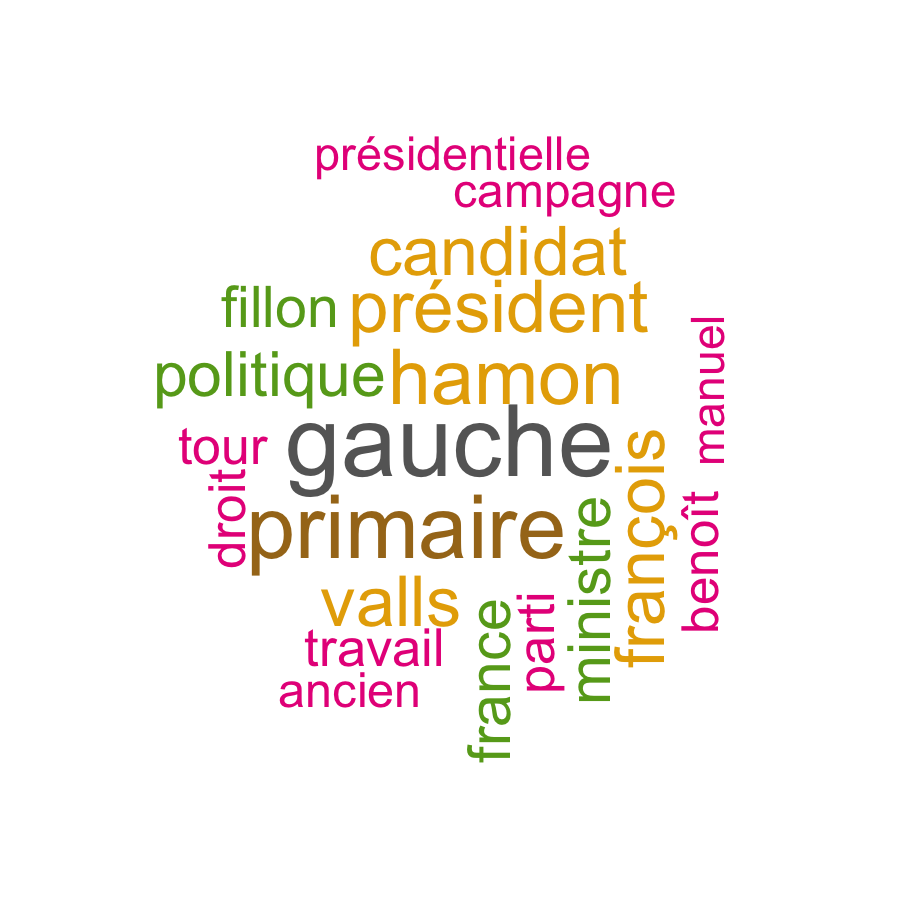 présidentielle
campagne
candidat
fillon
président
manuel
politique
hamon
gauche
tour
françois
droit
primaire
ministre
benoît
valls
france
parti
travail
ancien